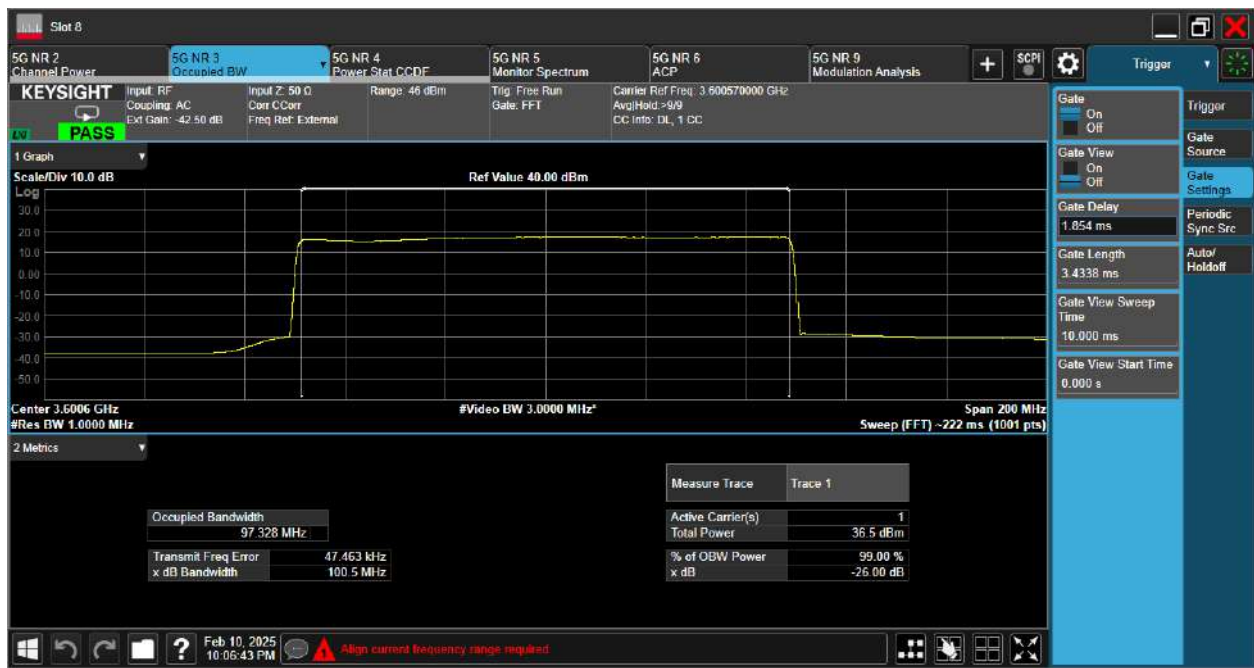 Slot 8
5G NR 2
Channel Power
5G NR 3
Occupied BW
5G NR 4
Power Stat CCDF
5G NR 5
Monitor Spectrum
5G NR 6
ACP
5G NR 9
Modulation Analysis
+
SCPI
Trigger
KEYSIGHT
LXI
PASS
Input: RF
Coupling: AC
Ext Gain: -42.50 dB
Input Z: 50 Ω
Corr CCorr
Freq Ref: External
Range: 46 dBm
Trig: Free Run
Gate: FFT
Carrier Ref Freq: 3.600570000 GHz
Avg|Hold:>9/9
CC Info: DL, 1 CC
1 Graph
Scale/Div 10.0 dB
Ref Value 40.00 dBm
Log
30.0
20.0
10.0
0.00
-10.0
-20.0
-30.0
-40.0
-50.0
Center 3.6006 GHz
#Video BW 3.0000 MHz*
Span 200 MHz
#Res BW 1.0000 MHz
Sweep (FFT) ~222 ms (1001 pts)
2 Metrics
Measure Trace Trace 1
Occupied Bandwidth
97.328 MHz
Active Carrier(s) 1
Total Power 36.5 dBm
Transmit Freq Error 47.463 kHz
x dB Bandwidth 100.5 MHz
% of OBW Power 99.00 %
x dB -26.00 dB
Gate
On
Off
Gate View
On
Off
Gate Delay
1.854 ms
Gate Length
3.4338 ms
Gate View Sweep
Time
10.000 ms
Gate View Start Time
0.000 s
Trigger
Gate
Source
Gate
Settings
Periodic
Sync Src
Auto/
Holdoff
?
Feb 10, 2025
10:06:43 PM
Align current frequency range required